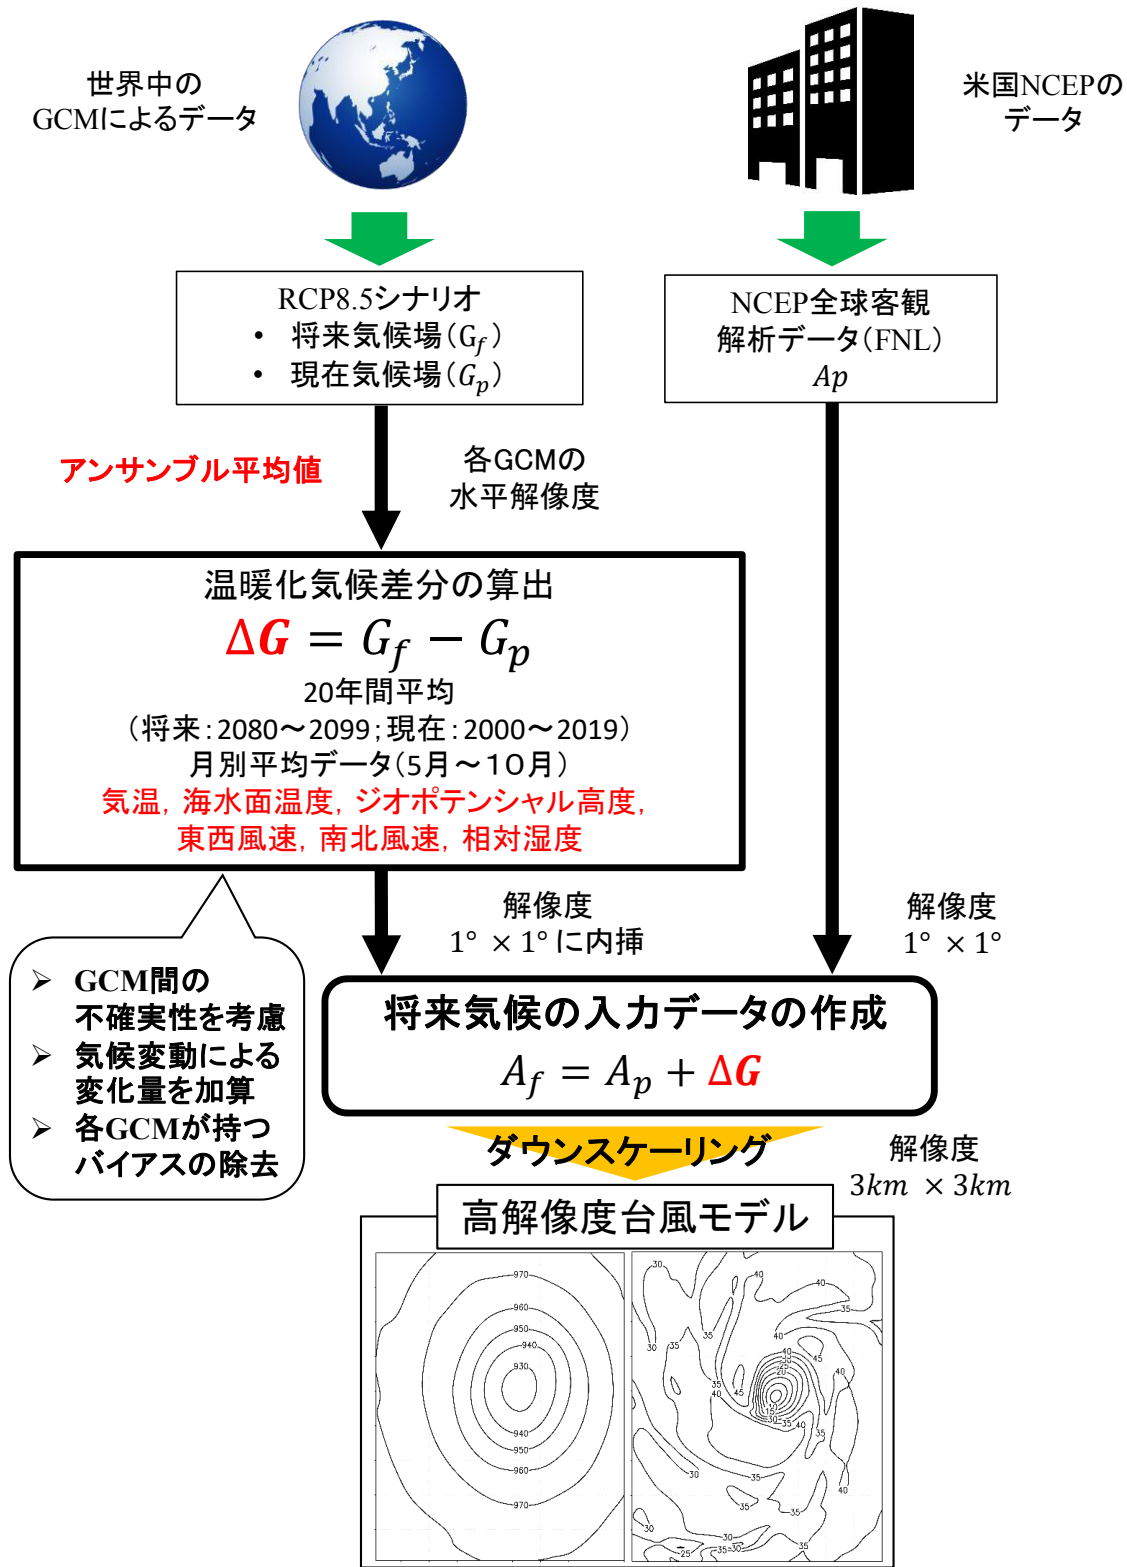 世界中の
GCMによるデータ
米国NCEPの
データ
RCP8.5シナリオ
• 将来気候場(G_f)
• 現在気候場(G_p)
NCEP全球客観
解析データ(FNL)
Ap
アンサンブル平均値
各GCMの
水平解像度
温暖化気候差分の算出
ΔG = G_f − G_p
20年間平均
(将来:2080～2099;現在:2000～2019)
月別平均データ(5月～10月)
気温, 海水面温度, ジオポテンシャル高度,
東西風速, 南北風速, 相対湿度
解像度
1° × 1° に内挿
解像度
1° × 1°
➢ GCM間の
不確実性を考慮
➢ 気候変動による
変化量を加算
➢ 各GCMが持つ
バイアスの除去
将来気候の入力データの作成
A_f = A_p + ΔG
ダウンスケーリング
解像度
3km × 3km
高解像度台風モデル
970
960
950
940
930
940
950
960
970